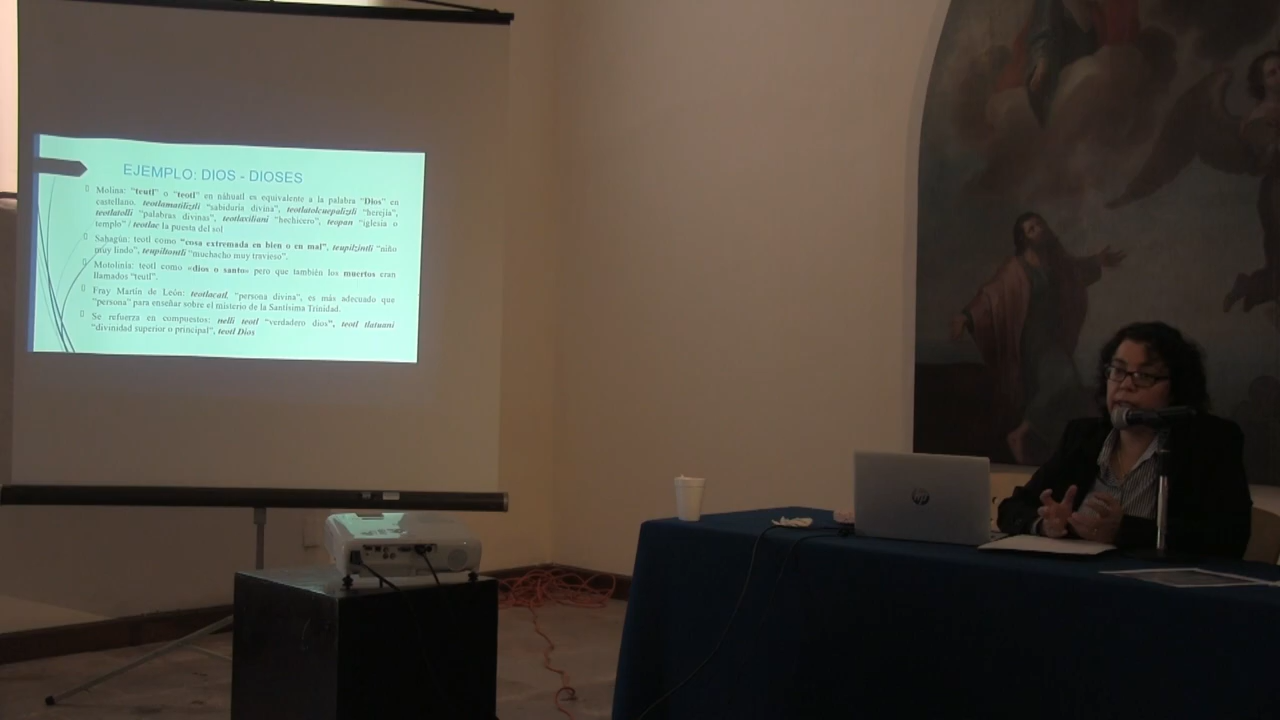 EJEMPLO: DIOS - DIOSES
Molina: "teutl" o "teotl" en náhuatl es equivalente a la palabra "Dios" en
castellano. teotlamatiliztli "sabiduría divina", teotlatolcuepaliztli "herejía",
teotlatolli "palabras divinas", teotlaxiliani "hechicero", teopan "iglesia o
templo" / teotlac la puesta del sol
Sahagún: teotl como "cosa extremada en bien o en mal", teupiltzintli "niño
muy lindo", teupiltontli "muchacho muy travieso".
Motolinía: teotl como «dios o santo» pero que también los muertos eran
llamados "teutl".
Fray Martín de León: teotlacatl, "persona divina", es más adecuado que
"persona" para enseñar sobre el misterio de la Santísima Trinidad.
Se refuerza en compuestos: nelli teotl "verdadero dios", teotl tlatuani
"divinidad superior o principal", teotl Dios
hp